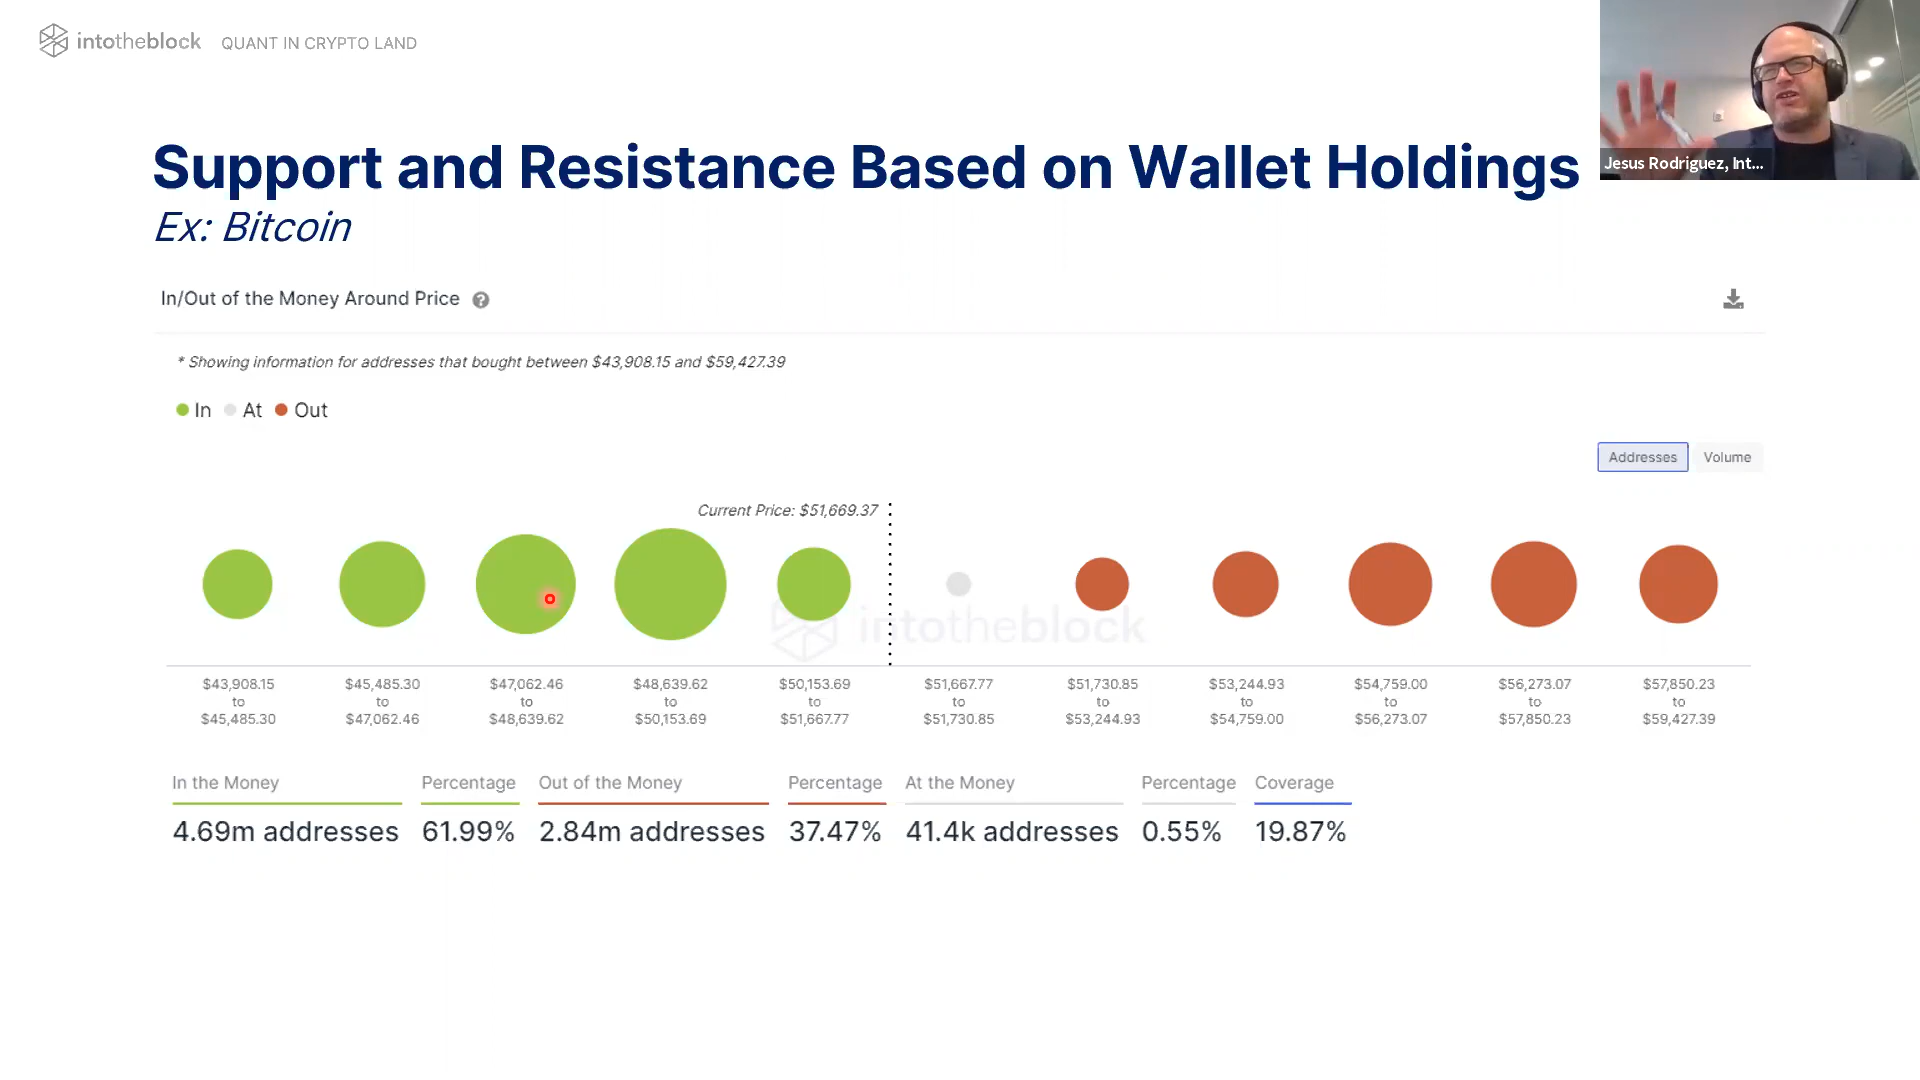 intotheblock QUANT IN CRYPTO LAND
Jesus Rodriguez, Int...
Support and Resistance Based on Wallet Holdings
Ex: Bitcoin
In/Out of the Money Around Price ?
* Showing information for addresses that bought between $43,908.15 and $59,427.39
In At Out
Addresses Volume
Current Price: $51,669.37
intotheblock
$43,908.15 to $45,485.30
$45,485.30 to $47,062.46
$47,062.46 to $48,639.62
$48,639.62 to $50,153.69
$50,153.69 to $51,667.77
$51,667.77 to $51,730.85
$51,730.85 to $53,244.93
$53,244.93 to $54,759.00
$54,759.00 to $56,273.07
$56,273.07 to $57,850.23
$57,850.23 to $59,427.39
In the Money Percentage Out of the Money Percentage At the Money Percentage Coverage
4.69m addresses 61.99% 2.84m addresses 37.47% 41.4k addresses 0.55% 19.87%